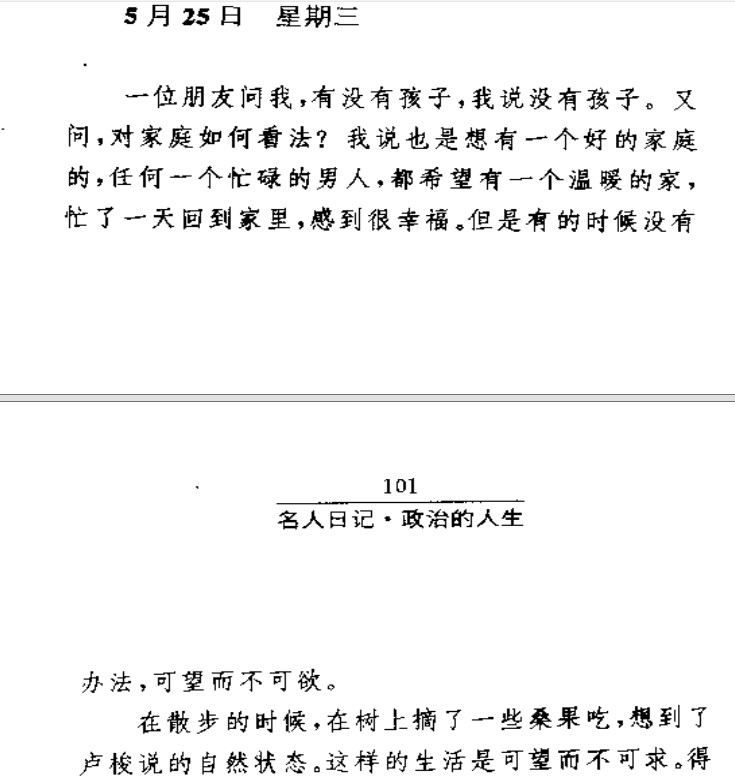 5月25日 星期三
一位朋友问我,有没有孩子,我说没有孩子。又
问,对家庭如何看法?我说也是想有一个好的家庭
的,任何一个忙碌的男人,都希望有一个温暖的家,
忙了一天回到家里,感到很幸福。但是有的时候没有
101
名人日记·政治的人生
办法,可望而不可欲。
在散步的时候,在树上摘了一些桑果吃,想到了
卢梭说的自然状态。这样的生活是可望而不可求。得